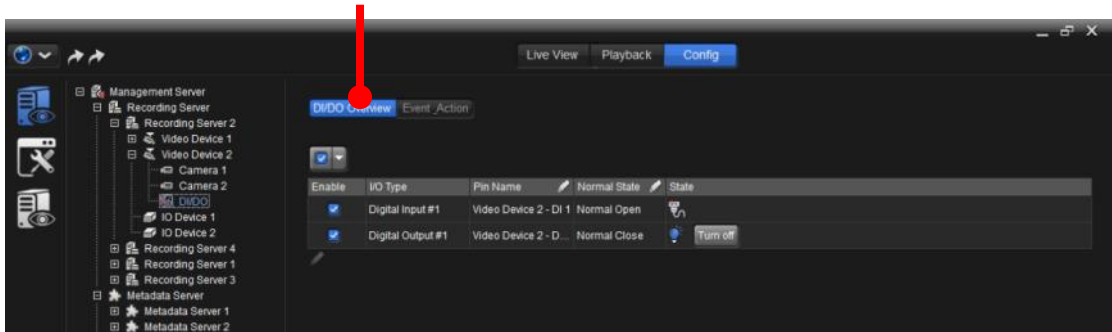 Live View Playback Config
Management Server
Recording Server
Recording Server 2
Video Device 1
Video Device 2
Camera 1
Camera 2
DI/DO
IO Device 1
IO Device 2
Recording Server 4
Recording Server 1
Recording Server 3
Metadata Server
Metadata Server 1
Metadata Server 2
DI/DO Overview Event_Action
Enable I/O Type Pin Name Normal State State
Digital Input #1 Video Device 2 - DI 1 Normal Open
Digital Output #1 Video Device 2 - D... Normal Close Turn off